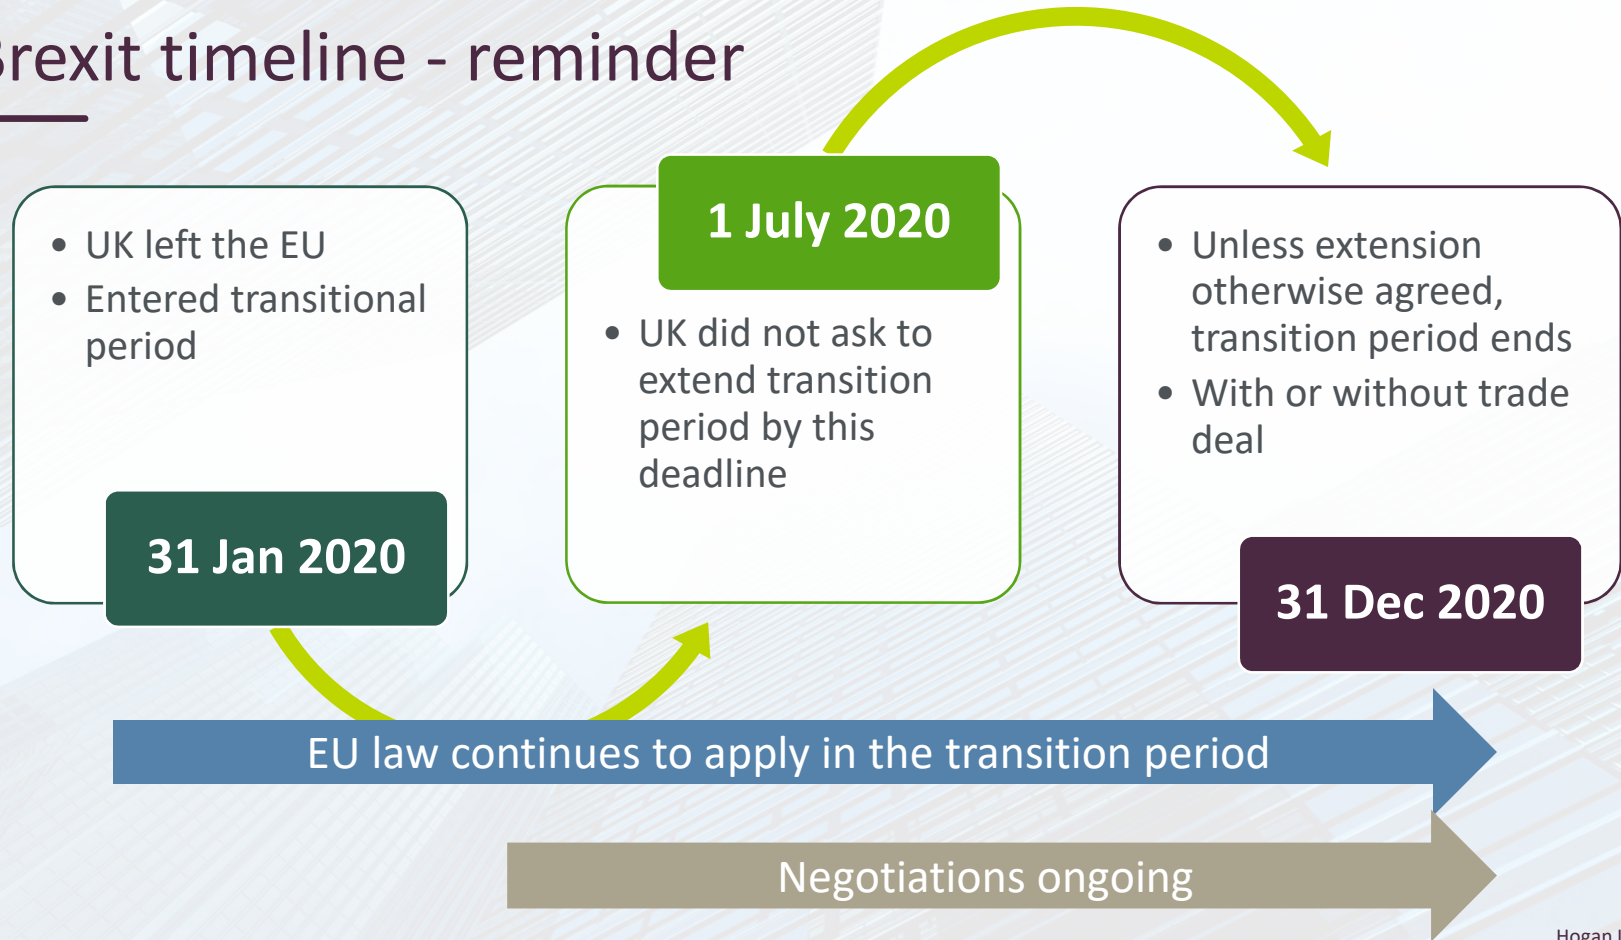 Brexit timeline - reminder
• UK left the EU
• Entered transitional
period
31 Jan 2020
1 July 2020
• UK did not ask to
extend transition
period by this
deadline
• Unless extension
otherwise agreed,
transition period ends
• With or without trade
deal
31 Dec 2020
EU law continues to apply in the transition period
Negotiations ongoing
Hogan